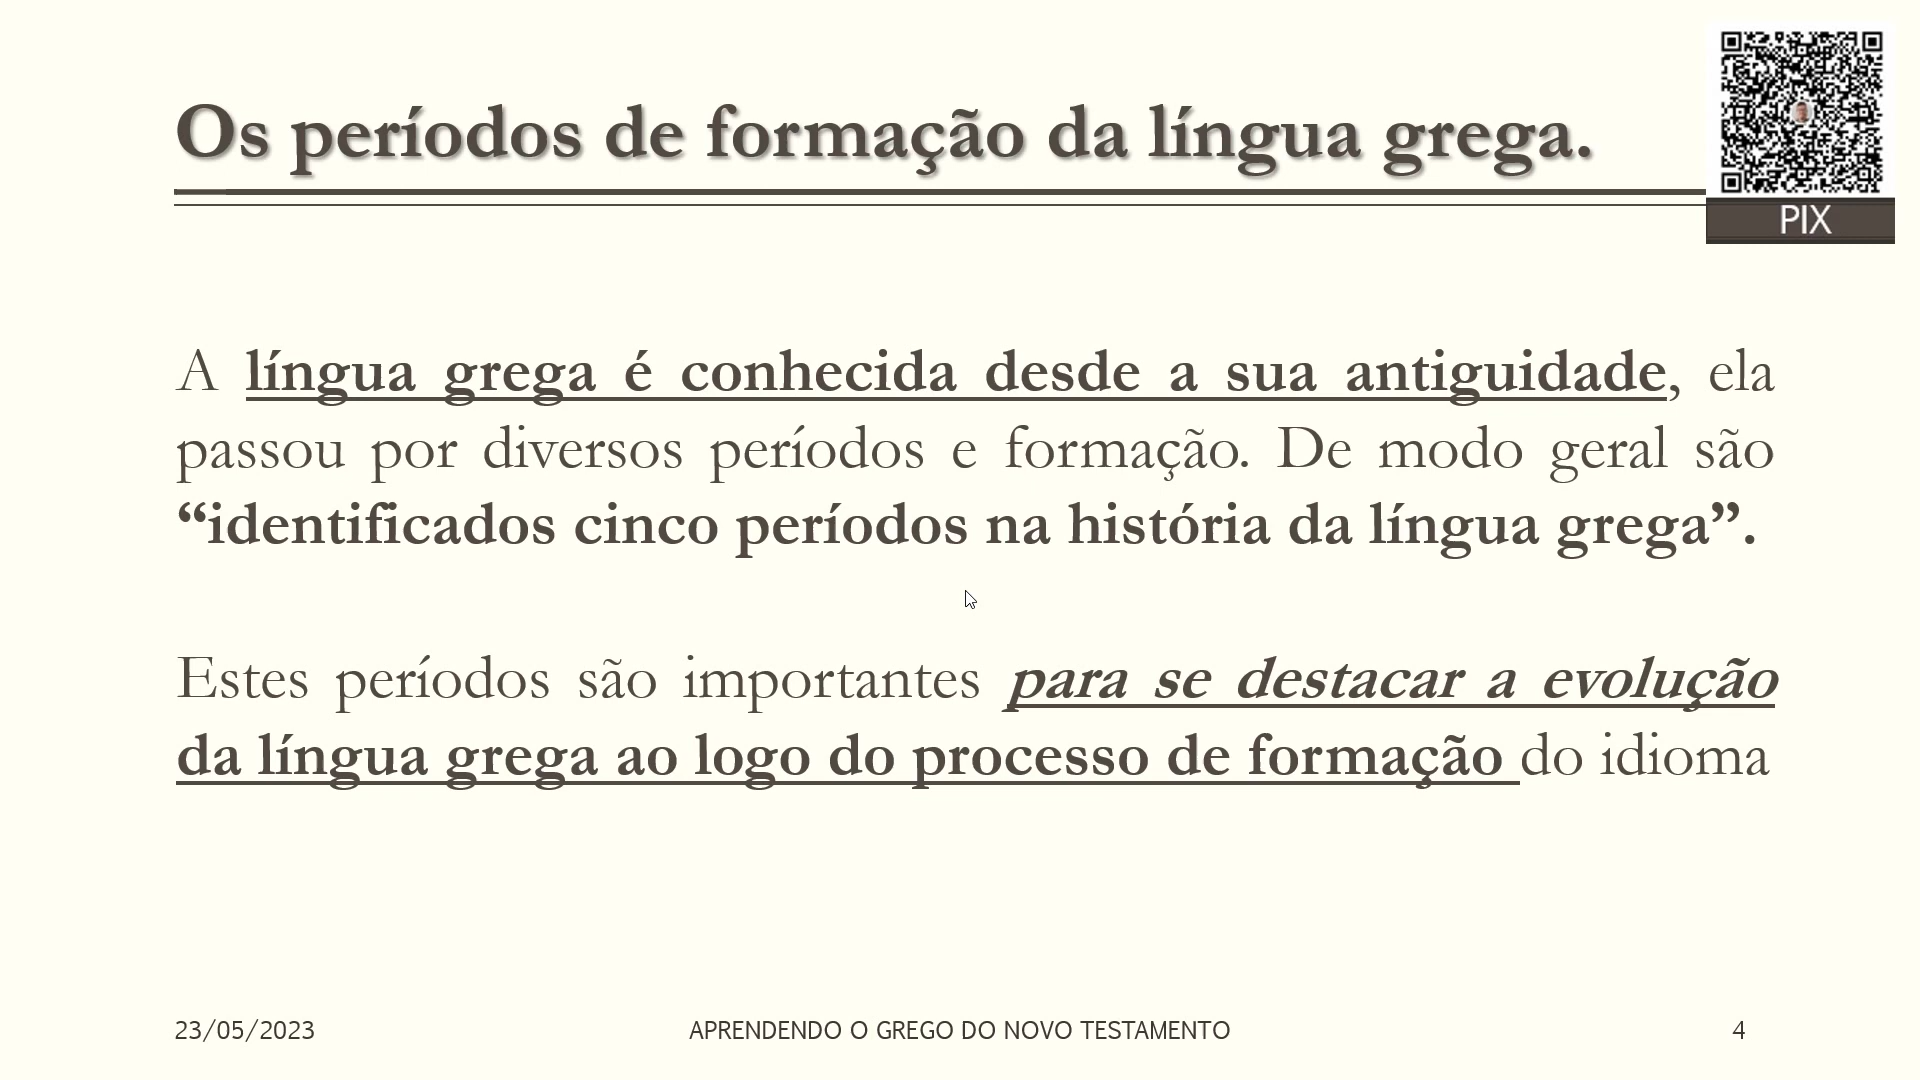 Os períodos de formação da língua grega.
PIX
A língua grega é conhecida desde a sua antiguidade, ela
passou por diversos períodos e formação. De modo geral são
“identificados cinco períodos na história da língua grega”.
Estes períodos são importantes para se destacar a evolução
da língua grega ao logo do processo de formação do idioma
23/05/2023
APRENDENDO O GREGO DO NOVO TESTAMENTO
4